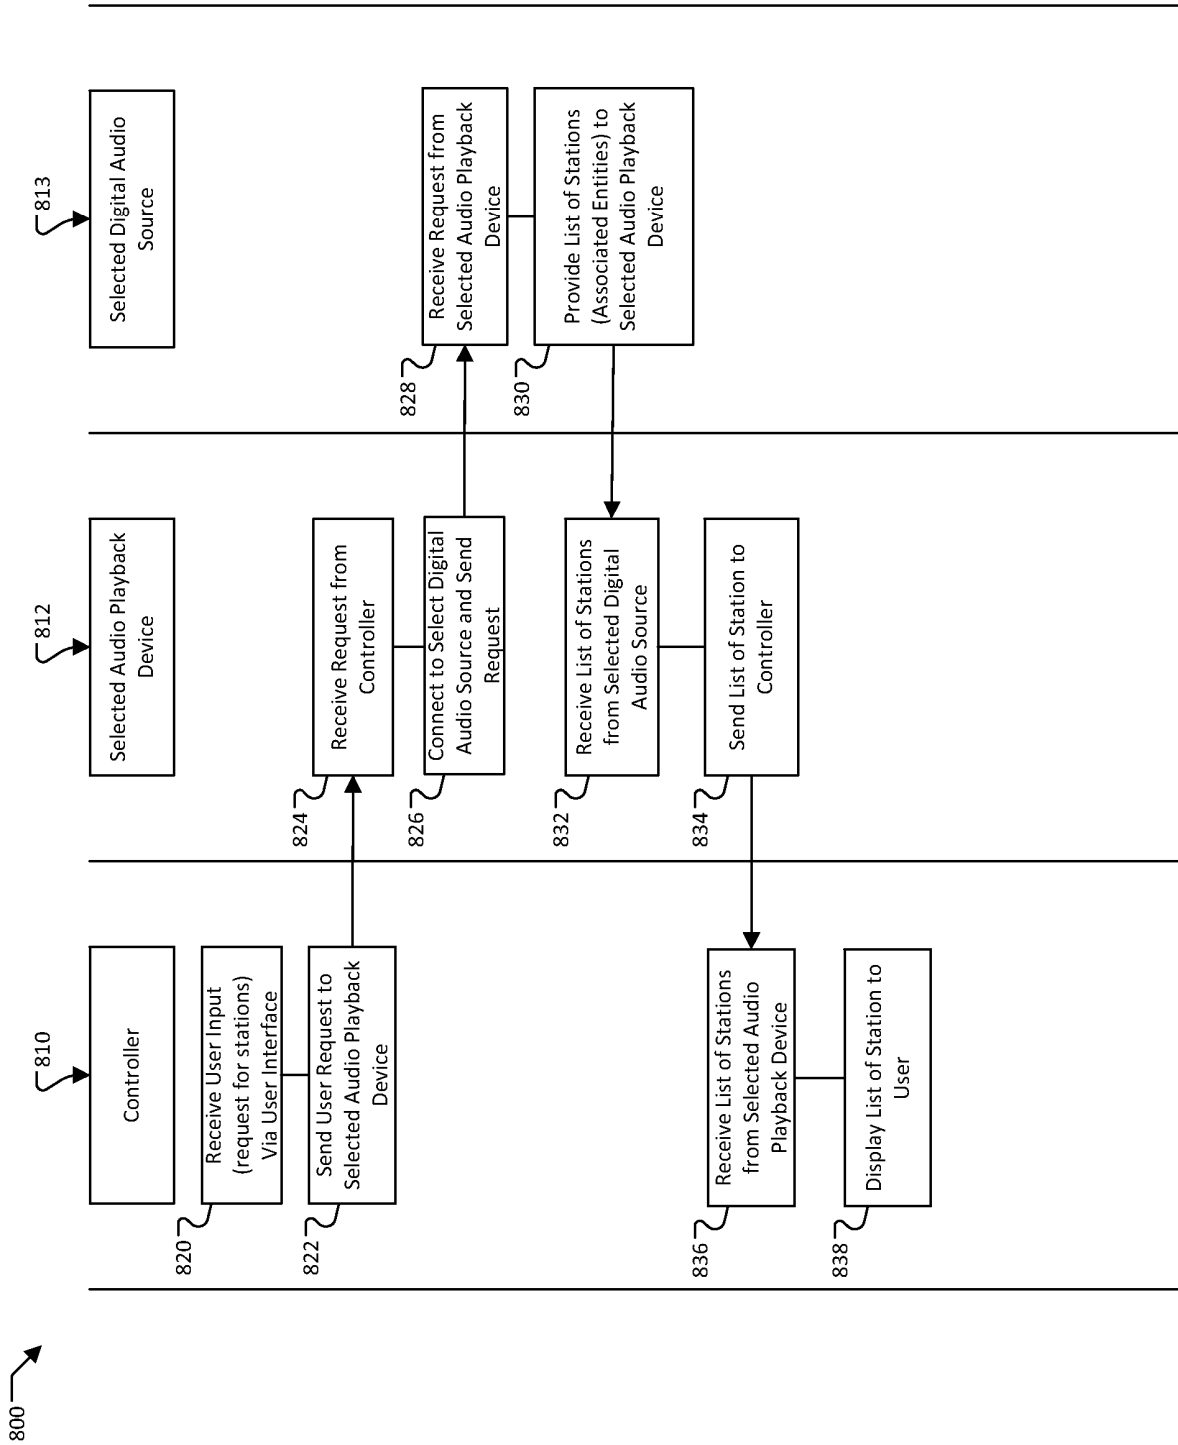 800
810
Controller
812
Selected Audio Playback
Device
813
Selected Digital Audio
Source
820
Receive User Input
(request for stations)
Via User Interface
822
Send User Request to
Selected Audio Playback
Device
824
Receive Request from
Controller
826
Connect to Select Digital
Audio Source and Send
Request
828
Receive Request from
Selected Audio Playback
Device
830
Provide List of Stations
(Associated Entities) to
Selected Audio Playback
Device
832
Receive List of Stations
from Selected Digital
Audio Source
834
Send List of Station to
Controller
836
Receive List of Stations
from Selected Audio
Playback Device
838
Display List of Station to
User